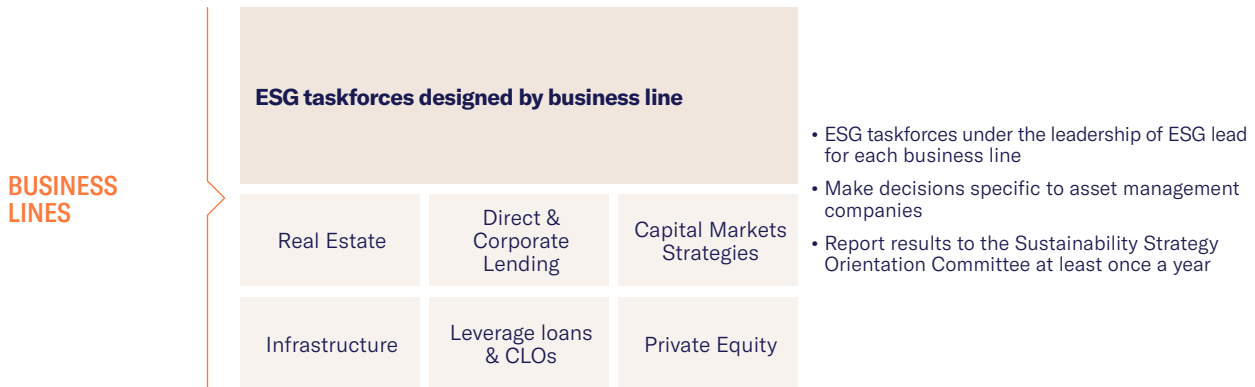 BUSINESS
LINES
ESG taskforces designed by business line
Real Estate
Direct &
Corporate
Lending
Capital Markets
Strategies
Infrastructure
Leverage loans
& CLOs
Private Equity
• ESG taskforces under the leadership of ESG lead
for each business line
• Make decisions specific to asset management
companies
• Report results to the Sustainability Strategy
Orientation Committee at least once a year